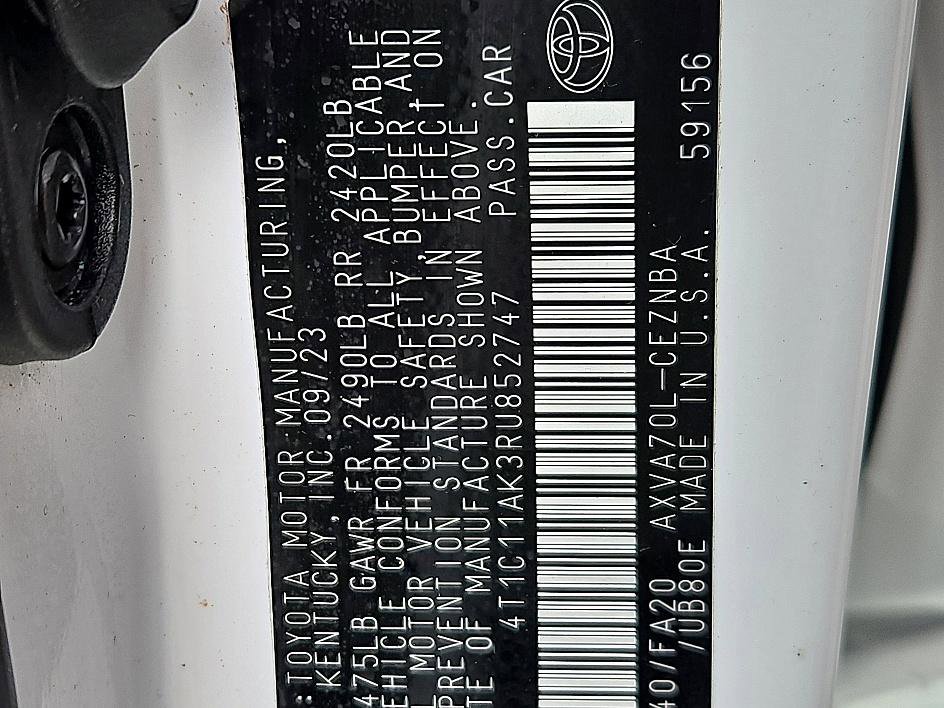 : TOYOTA MOTOR MANUFACTURING,
KENTUCKY, INC. 09/23
475LB GAWR FR 2490LB RR 2420LB
EHICLE CONFORMS TO ALL APPLICABLE
L MOTOR VEHICLE SAFETY, BUMPER, AND
PREVENTION STANDARDS IN EFFECT ON
TE OF MANUFACTURE SHOWN ABOVE.
4T1C11AK3RU852747 PASS.CAR
40/FA20 AXVA70L-CEZNBA
/UB80E MADE IN U.S.A. 59156